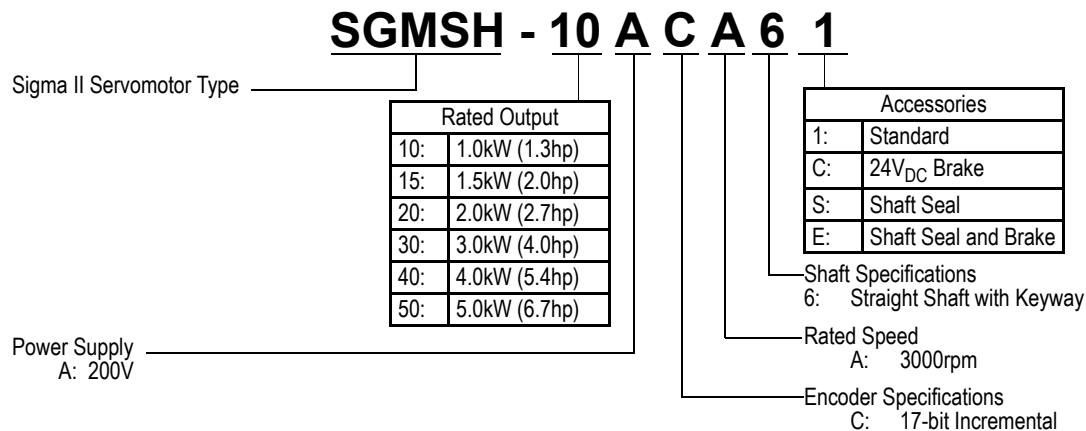 SGMSH - 10 A C A 6 1
Sigma II Servomotor Type
Rated Output
10: 1.0kW (1.3hp)
15: 1.5kW (2.0hp)
20: 2.0kW (2.7hp)
30: 3.0kW (4.0hp)
40: 4.0kW (5.4hp)
50: 5.0kW (6.7hp)
Accessories
1: Standard
C: 24VDC Brake
S: Shaft Seal
E: Shaft Seal and Brake
Shaft Specifications
6: Straight Shaft with Keyway
Power Supply
A: 200V
Rated Speed
A: 3000rpm
Encoder Specifications
C: 17-bit Incremental